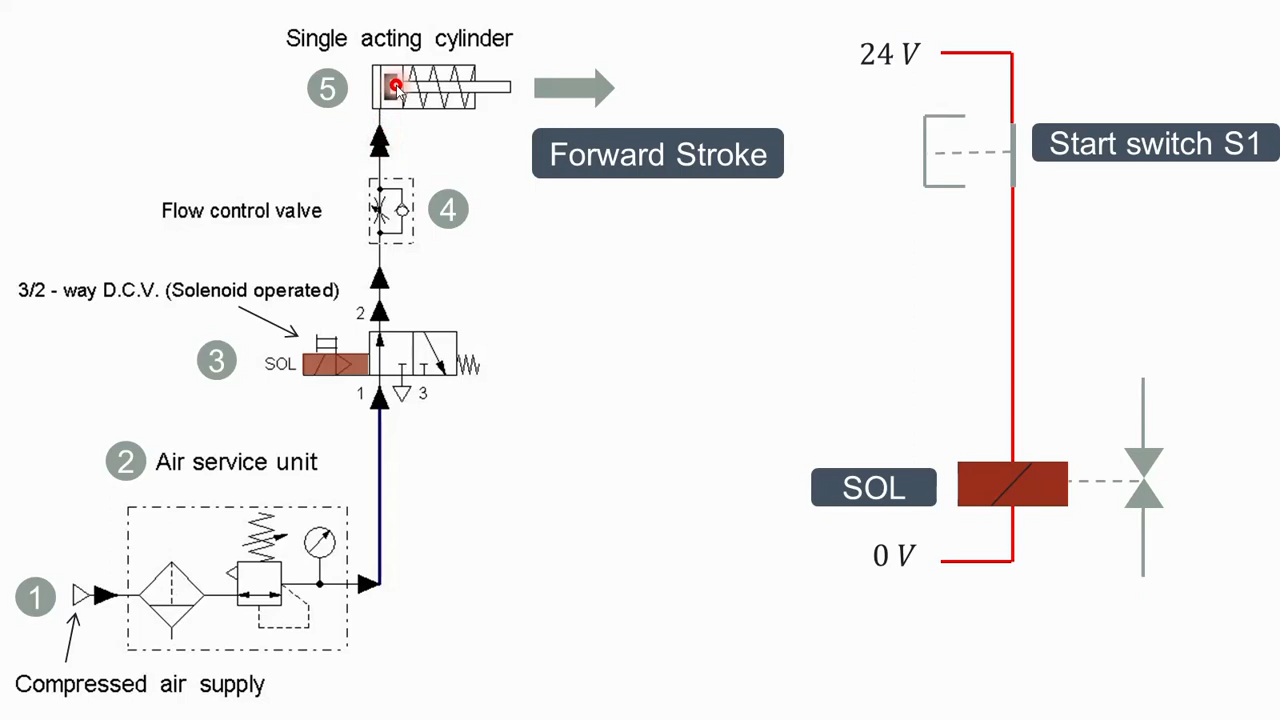 Single acting cylinder
5
Forward Stroke
Flow control valve
4
3/2 - way D.C.V. (Solenoid operated)
2
3
SOL
1
3
2
Air service unit
1
Compressed air supply
24 V
Start switch S1
SOL
0 V